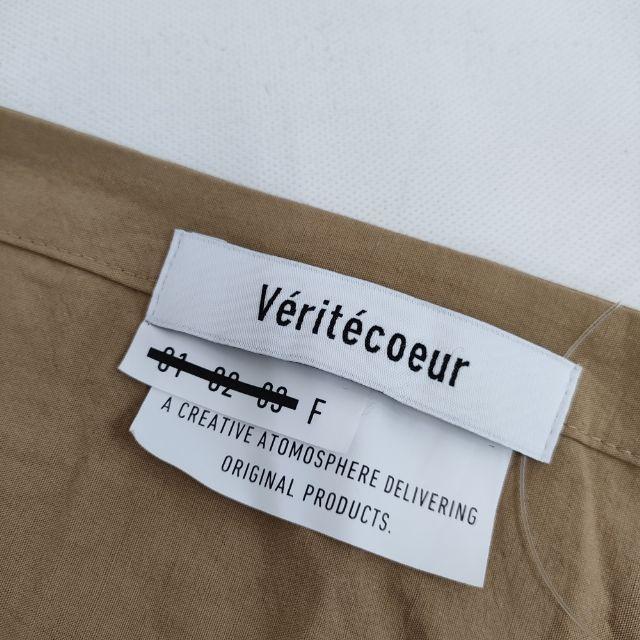 Véritécoeur
01 02 03 F
A CREATIVE ATOMOSPHERE DELIVERING
ORIGINAL PRODUCTS.